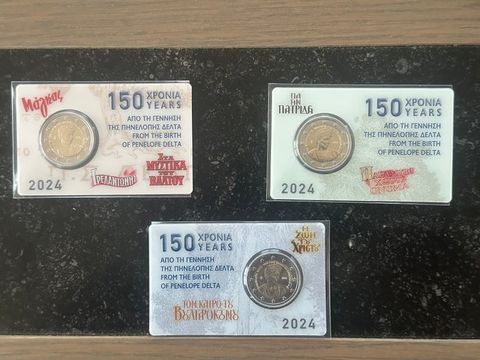 Μάγκας
150 ΧΡΟΝΙΑ
YEARS
ΑΠΟ ΤΗ ΓΕΝΝΗΣΗ
ΤΗΣ ΠΗΝΕΛΟΠΗΣ ΔΕΛΤΑ
FROM THE BIRTH
OF PENELOPE DELTA
ΣΤΑ
ΜΥΣΤΙΚΑ
ΤΟΥ ΒΑΛΤΟΥ
ΤΡΕΛΑΝΤΩΝΗΣ
2024
ΓΙΑ
ΤΗΝ
ΠΑΤΡΙΔΑ
150 ΧΡΟΝΙΑ
YEARS
ΑΠΟ ΤΗ ΓΕΝΝΗΣΗ
ΤΗΣ ΠΗΝΕΛΟΠΗΣ ΔΕΛΤΑ
FROM THE BIRTH
OF PENELOPE DELTA
2024
150 ΧΡΟΝΙΑ
YEARS
ΑΠΟ ΤΗ ΓΕΝΝΗΣΗ
ΤΗΣ ΠΗΝΕΛΟΠΗΣ ΔΕΛΤΑ
FROM THE BIRTH
OF PENELOPE DELTA
Η
ΖΩΗ
ΤΟΥ
ΧΡΙΣΤΟΥ
ΤΟΝ ΚΑΙΡΟ ΤΟΥ
ΒΟΥΛΓΑΡΟΚΤΟΝΟΥ
2024